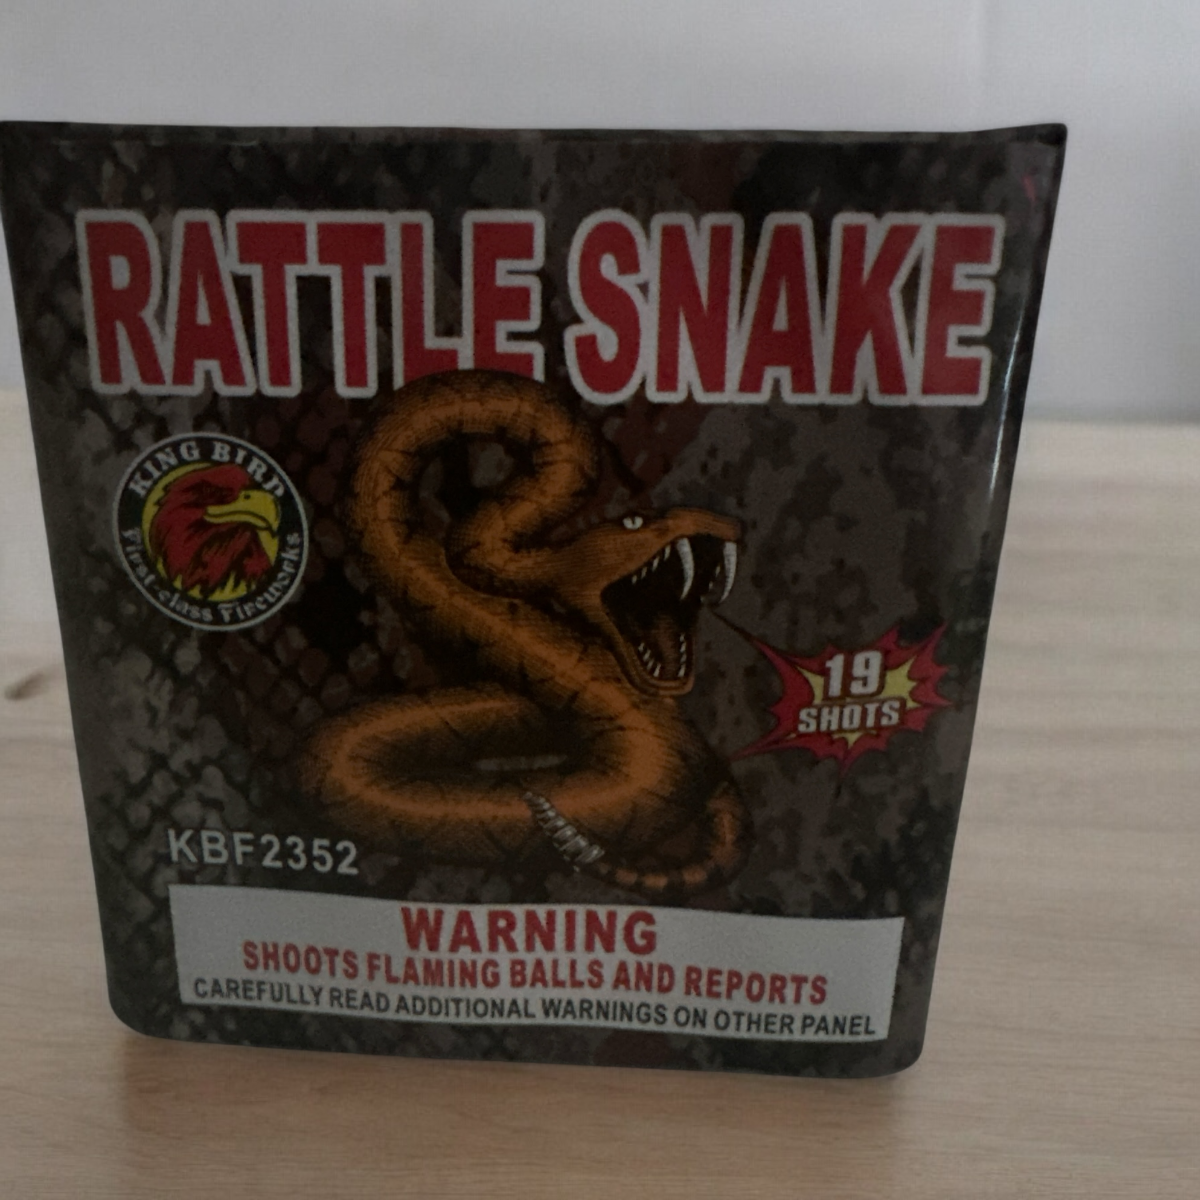 RATTLE SNAKE
KING BIRD
First class Fireworks
19
SHOTS
KBF2352
WARNING
SHOOTS FLAMING BALLS AND REPORTS
CAREFULLY READ ADDITIONAL WARNINGS ON OTHER PANEL